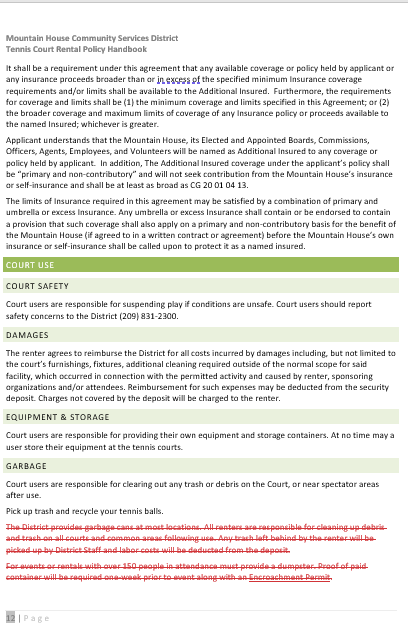 Mountain House Community Services District
Tennis Court Rental Policy Handbook
It shall be a requirement under this agreement that any available coverage or policy held by applicant or
any insurance proceeds broader than or in excess of the specified minimum Insurance coverage
requirements and/or limits shall be available to the Additional Insured.  Furthermore, the requirements
for coverage and limits shall be (1) the minimum coverage and limits specified in this Agreement; or (2)
the broader coverage and maximum limits of coverage of any Insurance policy or proceeds available to
the named Insured; whichever is greater.
Applicant understands that the Mountain House, its Elected and Appointed Boards, Commissions,
Officers, Agents, Employees, and Volunteers will be named as Additional Insured to any coverage or
policy held by applicant.  In addition, The Additional Insured coverage under the applicant's policy shall
be "primary and non-contributory" and will not seek contribution from the Mountain House's insurance
or self-insurance and shall be at least as broad as CG 20 01 04 13.
The limits of Insurance required in this agreement may be satisfied by a combination of primary and
umbrella or excess Insurance. Any umbrella or excess Insurance shall contain or be endorsed to contain
a provision that such coverage shall also apply on a primary and non-contributory basis for the benefit of
the Mountain House (if agreed to in a written contract or agreement) before the Mountain House's own
insurance or self-insurance shall be called upon to protect it as a named insured.
COURT USE
COURT SAFETY
Court users are responsible for suspending play if conditions are unsafe. Court users should report
safety concerns to the District (209) 831-2300.
DAMAGES
The renter agrees to reimburse the District for all costs incurred by damages including, but not limited to
the court's furnishings, fixtures, additional cleaning required outside of the normal scope for said
facility, which occurred in connection with the permitted activity and caused by renter, sponsoring
organizations and/or attendees. Reimbursement for such expenses may be deducted from the security
deposit. Charges not covered by the deposit will be charged to the renter.
EQUIPMENT & STORAGE
Court users are responsible for providing their own equipment and storage containers. At no time may a
user store their equipment at the tennis courts.
GARBAGE
Court users are responsible for clearing out any trash or debris on the Court, or near spectator areas
after use.
Pick up trash and recycle your tennis balls.
The District provides garbage cans at most locations. All renters are responsible for cleaning up debris
and trash on all courts and common areas following use. Any trash left behind by the renter will be
picked up by District Staff and labor costs will be deducted from the deposit.
For events or rentals with over 150 people in attendance must provide a dumpster. Proof of paid
container will be required one-week prior to event along with an Encroachment Permit.
12 | Page